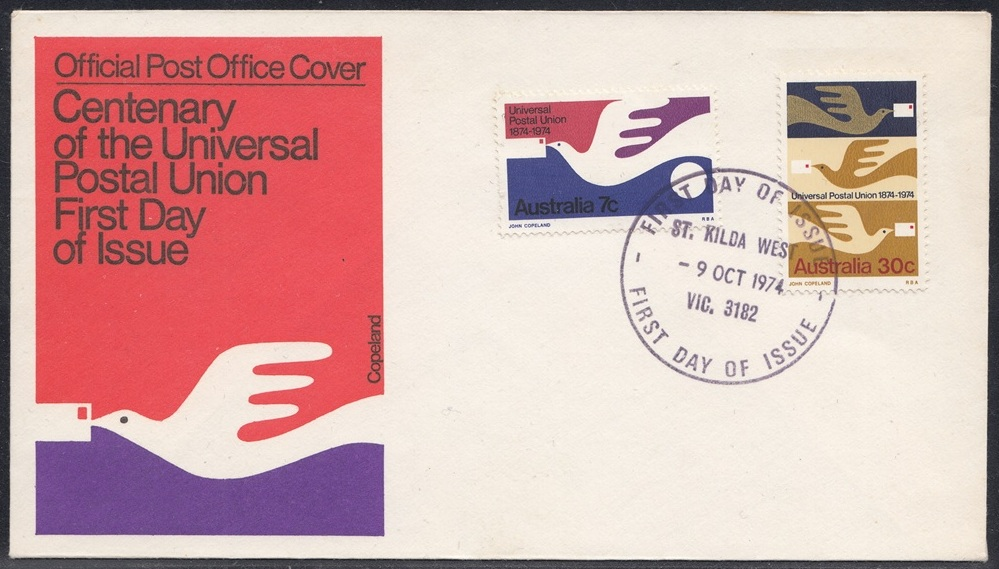 Official Post Office Cover
Centenary
of the Universal
Postal Union
First Day
of Issue
Copeland
Universal
Postal Union
1874-1974
Australia 7c
JOHN COPELAND
R.B.A
Universal Postal Union 1874-1974
Australia 30c
JOHN COPELAND
R.B.A
FIRST DAY OF ISSUE
ST. KILDA WEST
- 9 OCT 1974
VIC. 3182
FIRST DAY OF ISSUE